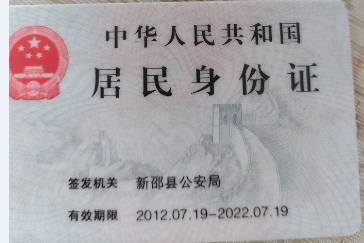 中华人民共和国
居民身份证
签发机关 新邵县公安局
有效期限 2012.07.19-2022.07.19